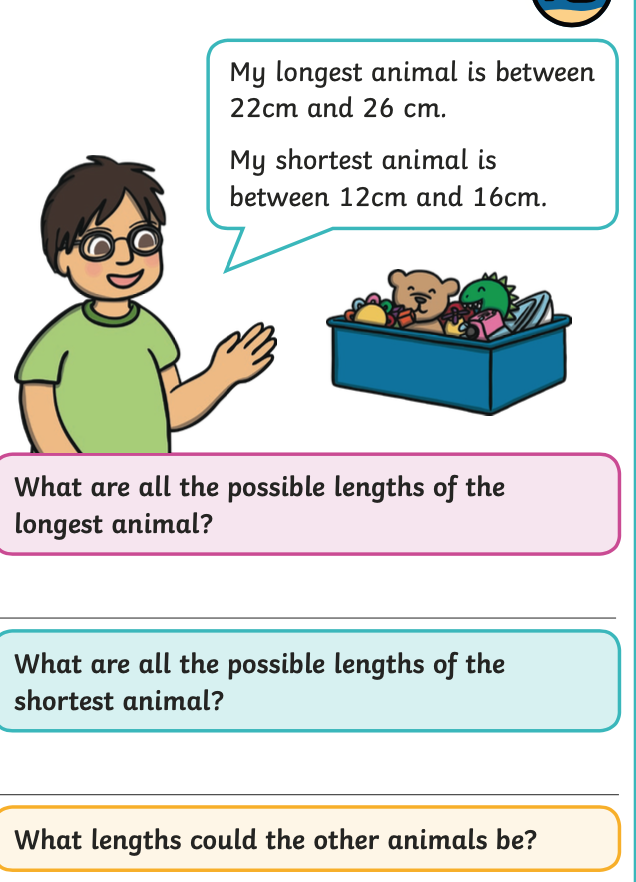 My longest animal is between
22cm and 26 cm.
My shortest animal is
between 12cm and 16cm.
What are all the possible lengths of the
longest animal?
What are all the possible lengths of the
shortest animal?
What lengths could the other animals be?